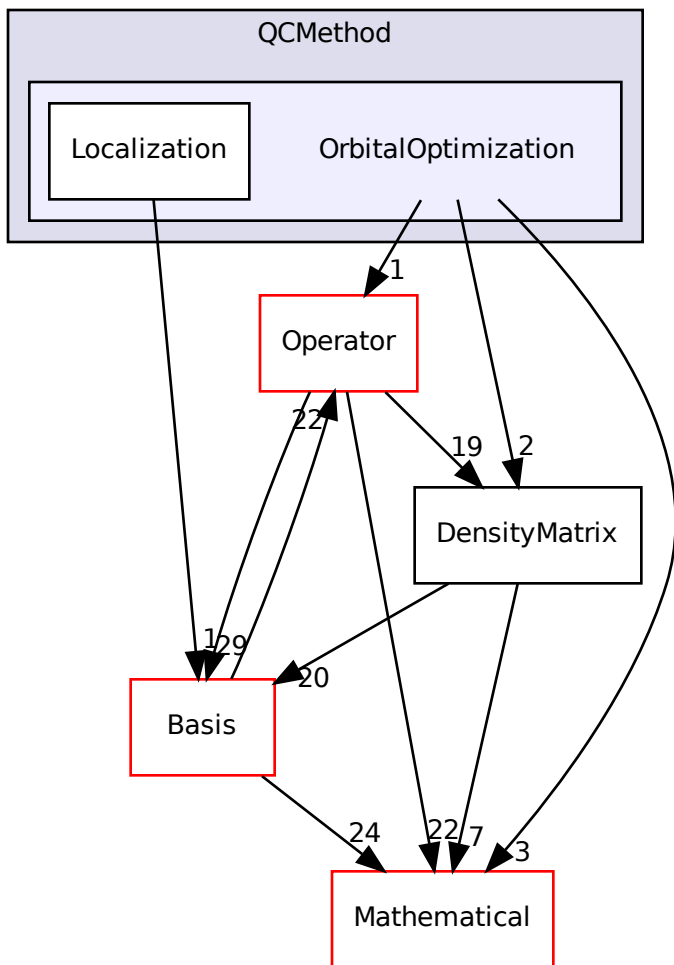 QCMethod
Localization
OrbitalOptimization
1
Operator
22
19
2
DensityMatrix
1
29
20
Basis
24
22
7
3
Mathematical